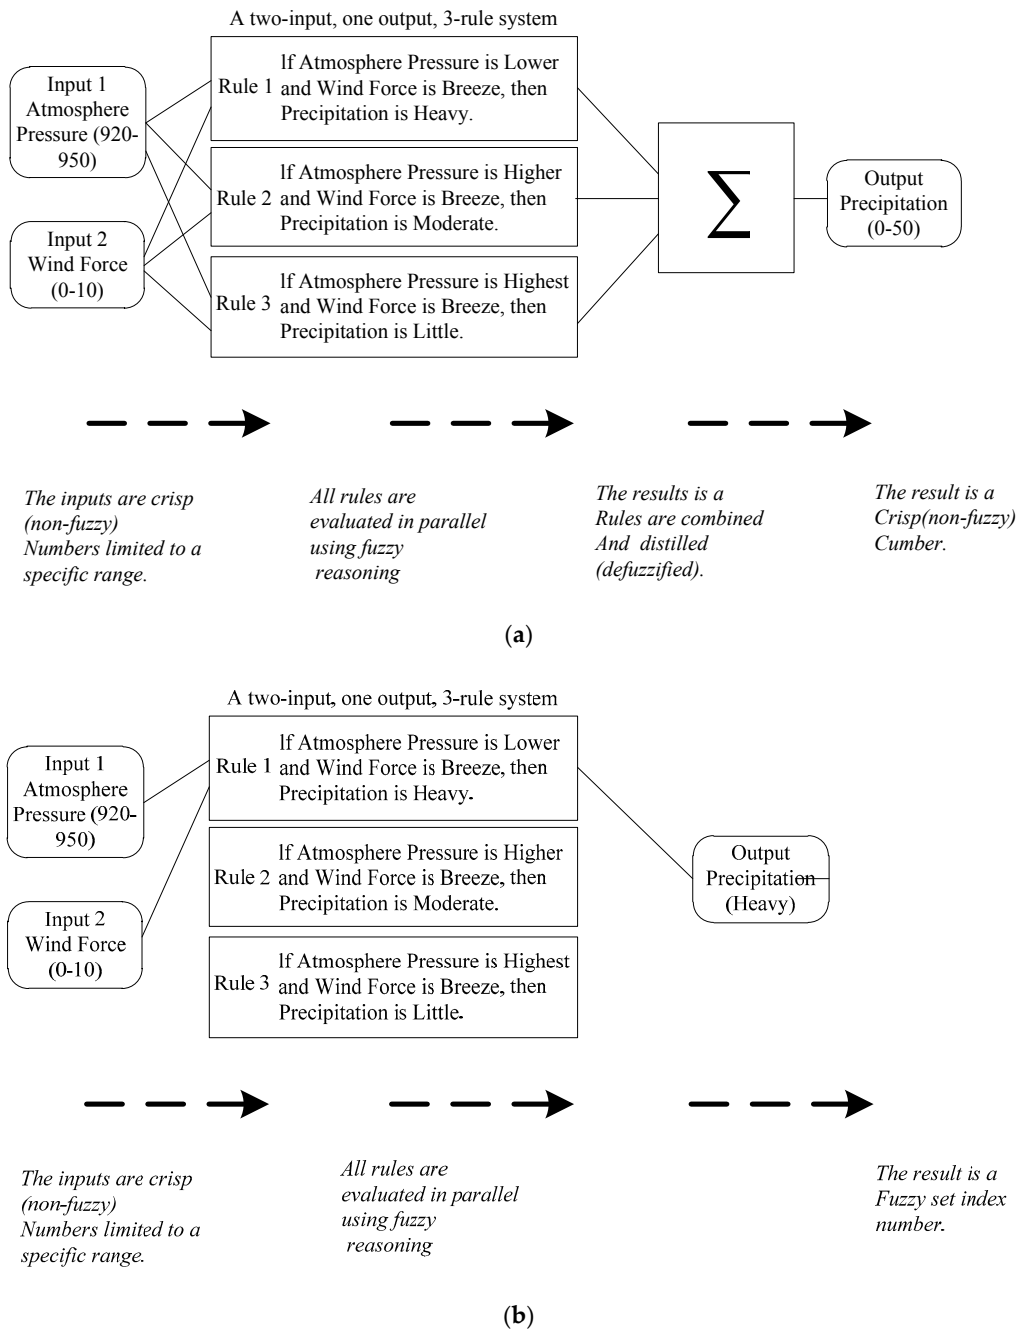 A two-input, one output, 3-rule system
Input 1
Atmosphere
Pressure (920-
950)
Input 2
Wind Force
(0-10)
Rule 1
If Atmosphere Pressure is Lower
and Wind Force is Breeze, then
Precipitation is Heavy.
Rule 2
If Atmosphere Pressure is Higher
and Wind Force is Breeze, then
Precipitation is Moderate.
Rule 3
If Atmosphere Pressure is Highest
and Wind Force is Breeze, then
Precipitation is Little.
∑
Output
Precipitation
(0-50)
The inputs are crisp
(non-fuzzy)
Numbers limited to a
specific range.
All rules are
evaluated in parallel
using fuzzy
reasoning
The results is a
Rules are combined
And distilled
(defuzzified).
The result is a
Crisp(non-fuzzy)
Cumber.
(a)
A two-input, one output, 3-rule system
Input 1
Atmosphere
Pressure (920-
950)
Input 2
Wind Force
(0-10)
Rule 1
If Atmosphere Pressure is Lower
and Wind Force is Breeze, then
Precipitation is Heavy.
Rule 2
If Atmosphere Pressure is Higher
and Wind Force is Breeze, then
Precipitation is Moderate.
Rule 3
If Atmosphere Pressure is Highest
and Wind Force is Breeze, then
Precipitation is Little.
Output
Precipitation
(Heavy)
The inputs are crisp
(non-fuzzy)
Numbers limited to a
specific range.
All rules are
evaluated in parallel
using fuzzy
reasoning
The result is a
Fuzzy set index
number.
(b)